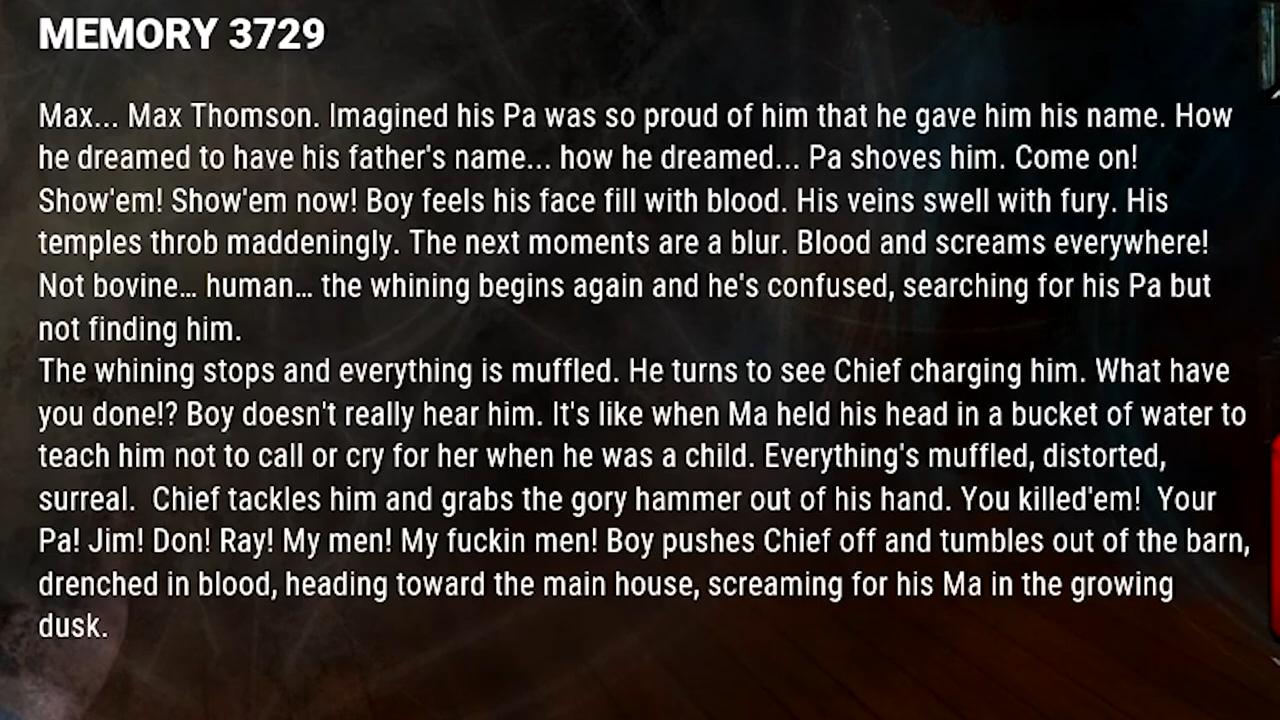 MEMORY 3729
Max... Max Thomson. Imagined his Pa was so proud of him that he gave him his name. How
he dreamed to have his father's name... how he dreamed... Pa shoves him. Come on!
Show'em! Show'em now! Boy feels his face fill with blood. His veins swell with fury. His
temples throb maddeningly. The next moments are a blur. Blood and screams everywhere!
Not bovine… human… the whining begins again and he's confused, searching for his Pa but
not finding him.
The whining stops and everything is muffled. He turns to see Chief charging him. What have
you done!? Boy doesn't really hear him. It's like when Ma held his head in a bucket of water to
teach him not to call or cry for her when he was a child. Everything's muffled, distorted,
surreal.  Chief tackles him and grabs the gory hammer out of his hand. You killed'em!  Your
Pa! Jim! Don! Ray! My men! My fuckin men! Boy pushes Chief off and tumbles out of the barn,
drenched in blood, heading toward the main house, screaming for his Ma in the growing
dusk.